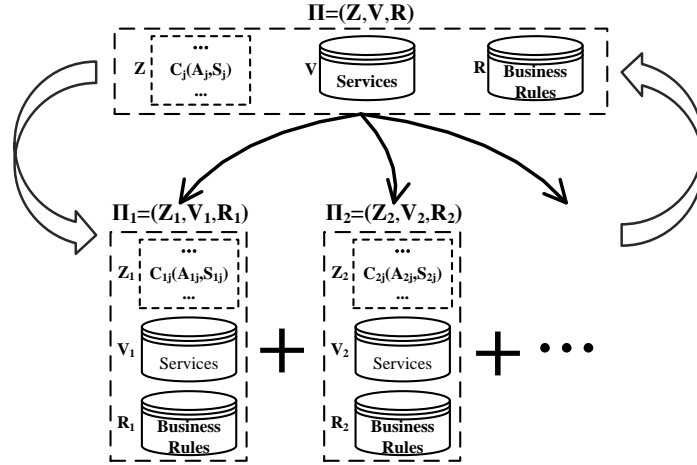 Π=(Z,V,R)
Z
...
Cj(Aj,Sj)
...
V
Services
R
Business
Rules
Π1=(Z1,V1,R1)
Π2=(Z2,V2,R2)
Z1
...
C1j(A1j,S1j)
...
Z2
...
C2j(A2j,S2j)
...
V1
Services
+
V2
Services
+
...
R1
Business
Rules
R2
Business
Rules